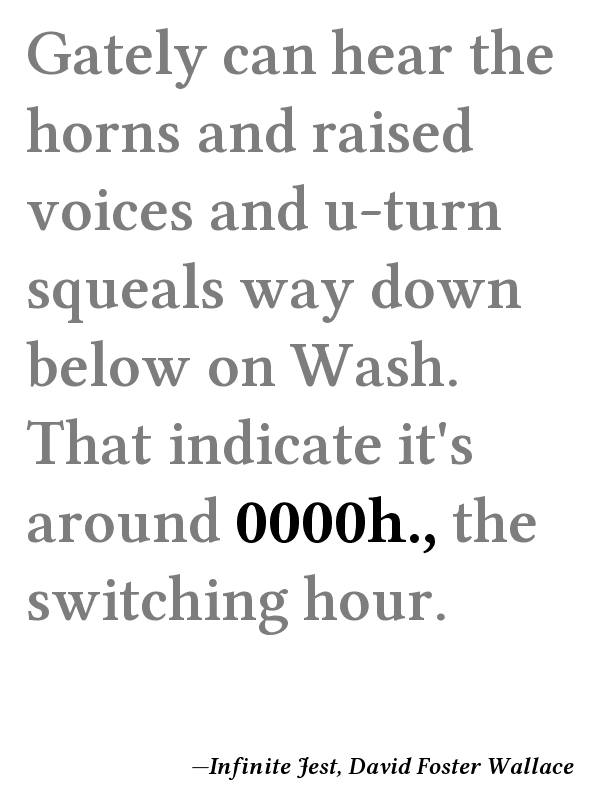 Gately can hear the
horns and raised
voices and u-turn
squeals way down
below on Wash.
That indicate it's
around 0000h., the
switching hour.
—Infinite Jest, David Foster Wallace